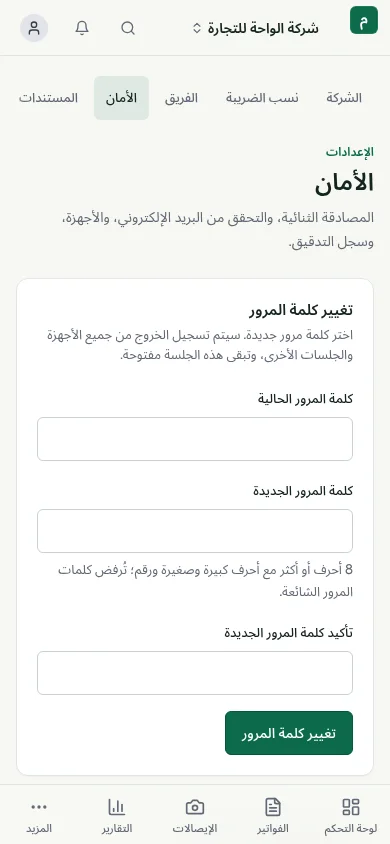 م
شركة الواحة للتجارة
الشركة
نسب الضريبة
الفريق
الأمان
المستندات
الإعدادات
الأمان
المصادقة الثنائية، والتحقق من البريد الإلكتروني، والأجهزة،
وسجل التدقيق.
تغيير كلمة المرور
اختر كلمة مرور جديدة. سيتم تسجيل الخروج من جميع الأجهزة
والجلسات الأخرى، وتبقى هذه الجلسة مفتوحة.
كلمة المرور الحالية
كلمة المرور الجديدة
8 أحرف أو أكثر مع أحرف كبيرة وصغيرة ورقم؛ تُرفض كلمات
المرور الشائعة.
تأكيد كلمة المرور الجديدة
تغيير كلمة المرور
لوحة التحكم
الفواتير
الإيصالات
التقارير
المزيد